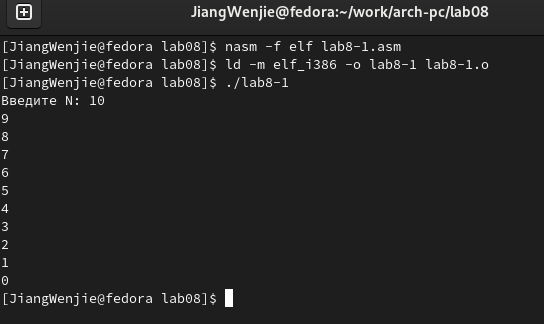 JiangWenjie@fedora:~/work/arch-pc/lab08
[JiangWenjie@fedora lab08]$ nasm -f elf lab8-1.asm
[JiangWenjie@fedora lab08]$ ld -m elf_i386 -o lab8-1 lab8-1.o
[JiangWenjie@fedora lab08]$ ./lab8-1
Введите N: 10
9
8
7
6
5
4
3
2
1
0
[JiangWenjie@fedora lab08]$